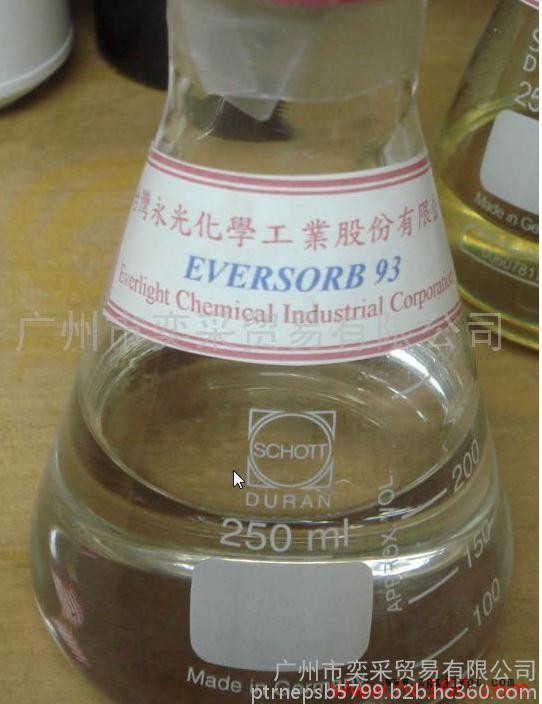 台灣永光化學工業股份有限公
EVERSORB 93
Everlight Chemical Industrial Corporation
广州市奕采贸易有限公司
SCHOTT
DURAN
250 ml
APPROX. VOL.
200
150
100
Made in Germany
S
D
25
Made in Ge
广州市奕采贸易有限公司
ptrnepsb5799.b2b.hc360.com